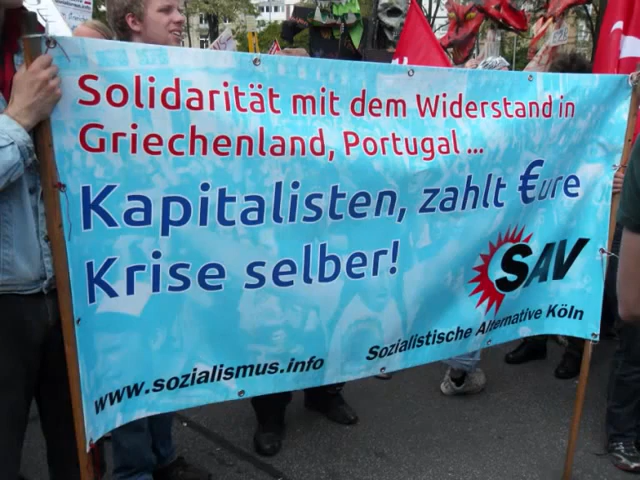 Solidarität mit dem Widerstand in
Griechenland, Portugal ...
Kapitalisten, zahlt €ure
Krise selber!
SAV
Sozialistische Alternative Köln
www.sozialismus.info